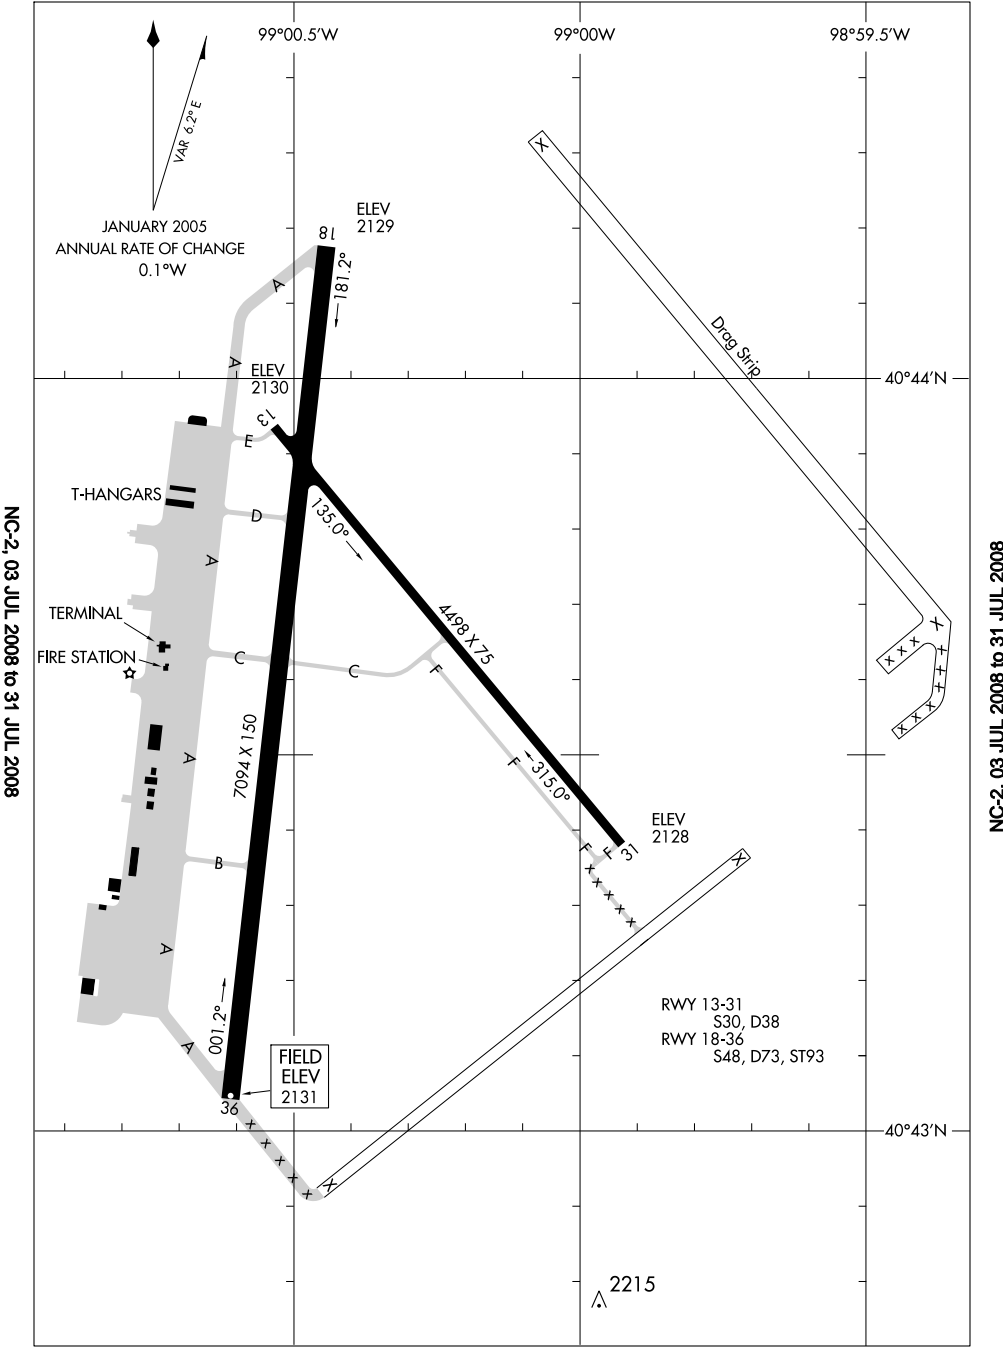 99°00.5'W
99°00'W
98°59.5'W
VAR 6.2° E
JANUARY 2005
ANNUAL RATE OF CHANGE
0.1°W
ELEV
2129
18
181.2°
A
Drag Strip
A
ELEV
2130
40°44'N
13
E
T-HANGARS
D
135.0°
A
NC-2, 03 JUL 2008 to 31 JUL 2008
NC-2, 03 JUL 2008 to 31 JUL 2008
TERMINAL
FIRE STATION
4498 X 75
C
C
F
7094 X 150
A
F
315.0°
ELEV
2128
31
F
F
B
A
RWY 13-31
S30, D38
RWY 18-36
S48, D73, ST93
001.2°
A
FIELD
ELEV
2131
36
40°43'N
2215
X
X
X
X
x x x
x x x x x x
x x x x x
x x x x x